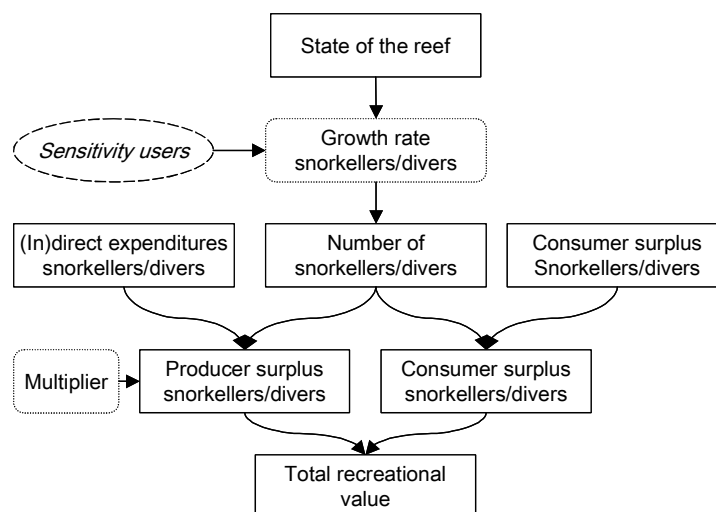 State of the reef
Sensitivity users
Growth rate
snorkellers/divers
(In)direct expenditures
snorkellers/divers
Number of
snorkellers/divers
Consumer surplus
Snorkellers/divers
Multiplier
Producer surplus
snorkellers/divers
Consumer surplus
snorkellers/divers
Total recreational
value